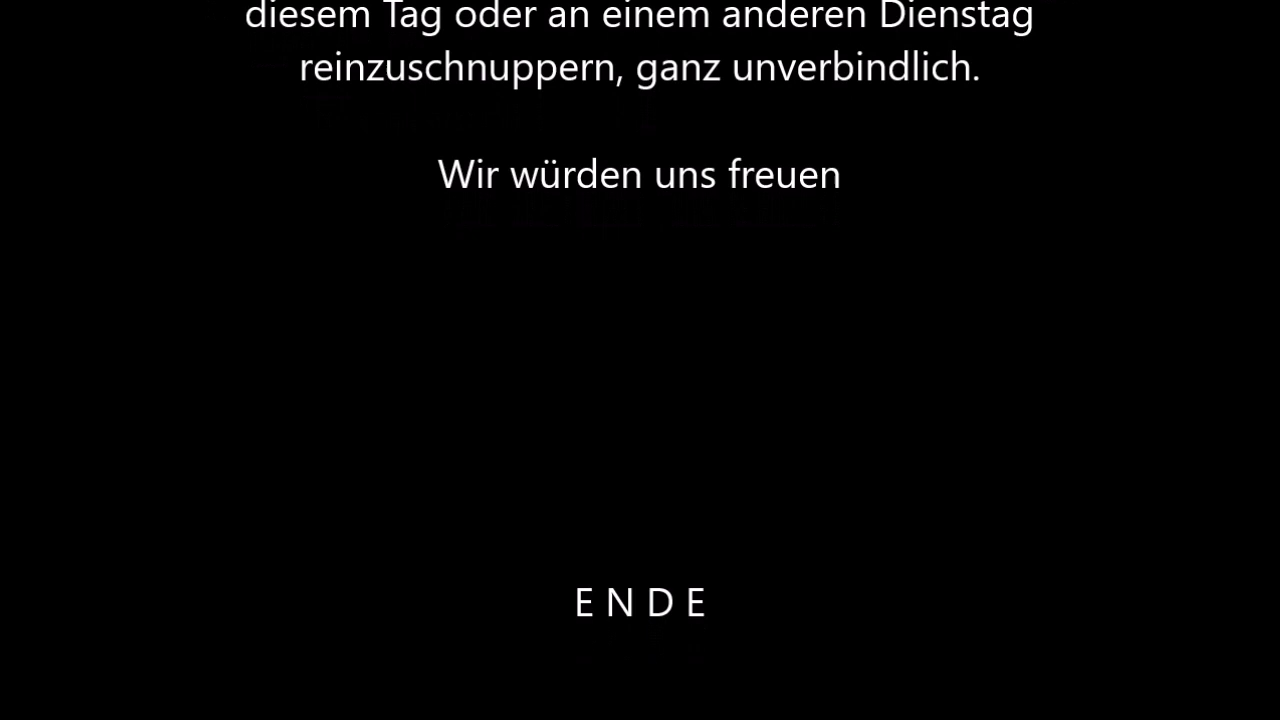 diesem Tag oder an einem anderen Dienstag
reinzuschnuppern, ganz unverbindlich.
Wir würden uns freuen
E N D E